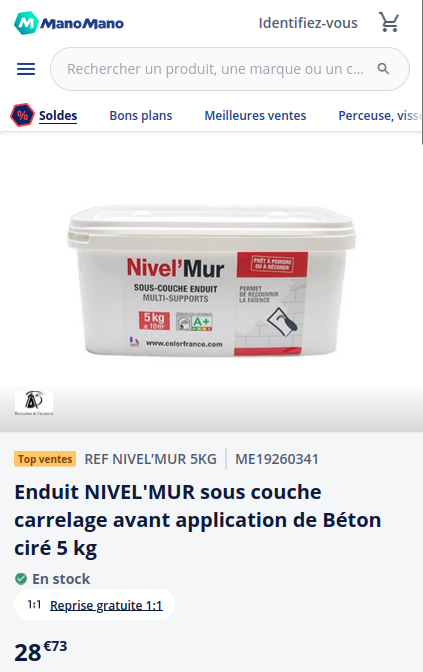 ManoMano
Identifiez-vous
Rechercher un produit, une marque ou un c...
% Soldes
Bons plans
Meilleures ventes
Perceuse, visse
Nivel'Mur
SOUS-COUCHE ENDUIT
MULTI-SUPPORTS
PRÊT À PEINDRE
OU À DÉCORER
PERMET
DE RECOUVRIR
LA FAÏENCE
5 kg
± 10m²
A+
www.colorfrance.com
Top ventes
REF NIVEL’MUR 5KG
ME19260341
Enduit NIVEL'MUR sous couche
carrelage avant application de Béton
ciré 5 kg
En stock
1:1 Reprise gratuite 1:1
28€73